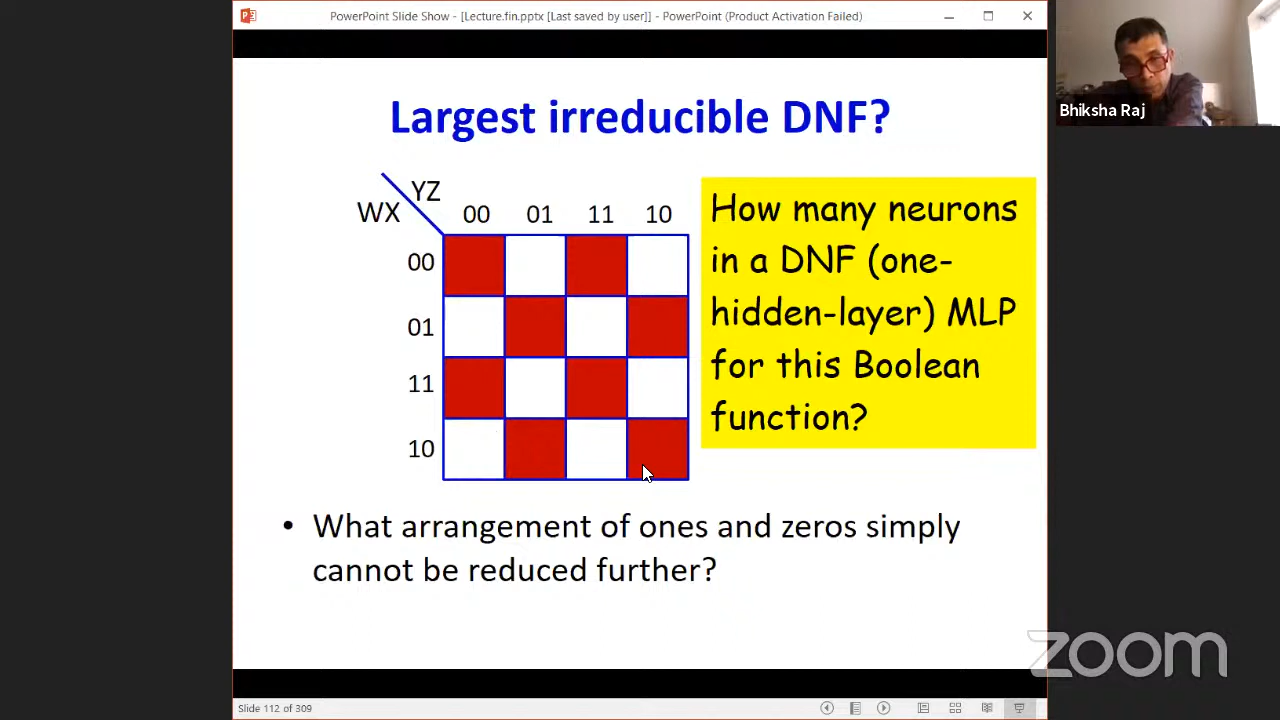 PowerPoint Slide Show - [Lecture.fin.pptx [Last saved by user]] - PowerPoint (Product Activation Failed)
Bhiksha Raj
Largest irreducible DNF?
YZ
WX
00 01 11 10
00
01
11
10
How many neurons
in a DNF (one-
hidden-layer) MLP
for this Boolean
function?
• What arrangement of ones and zeros simply
cannot be reduced further?
zoom
Slide 112 of 309